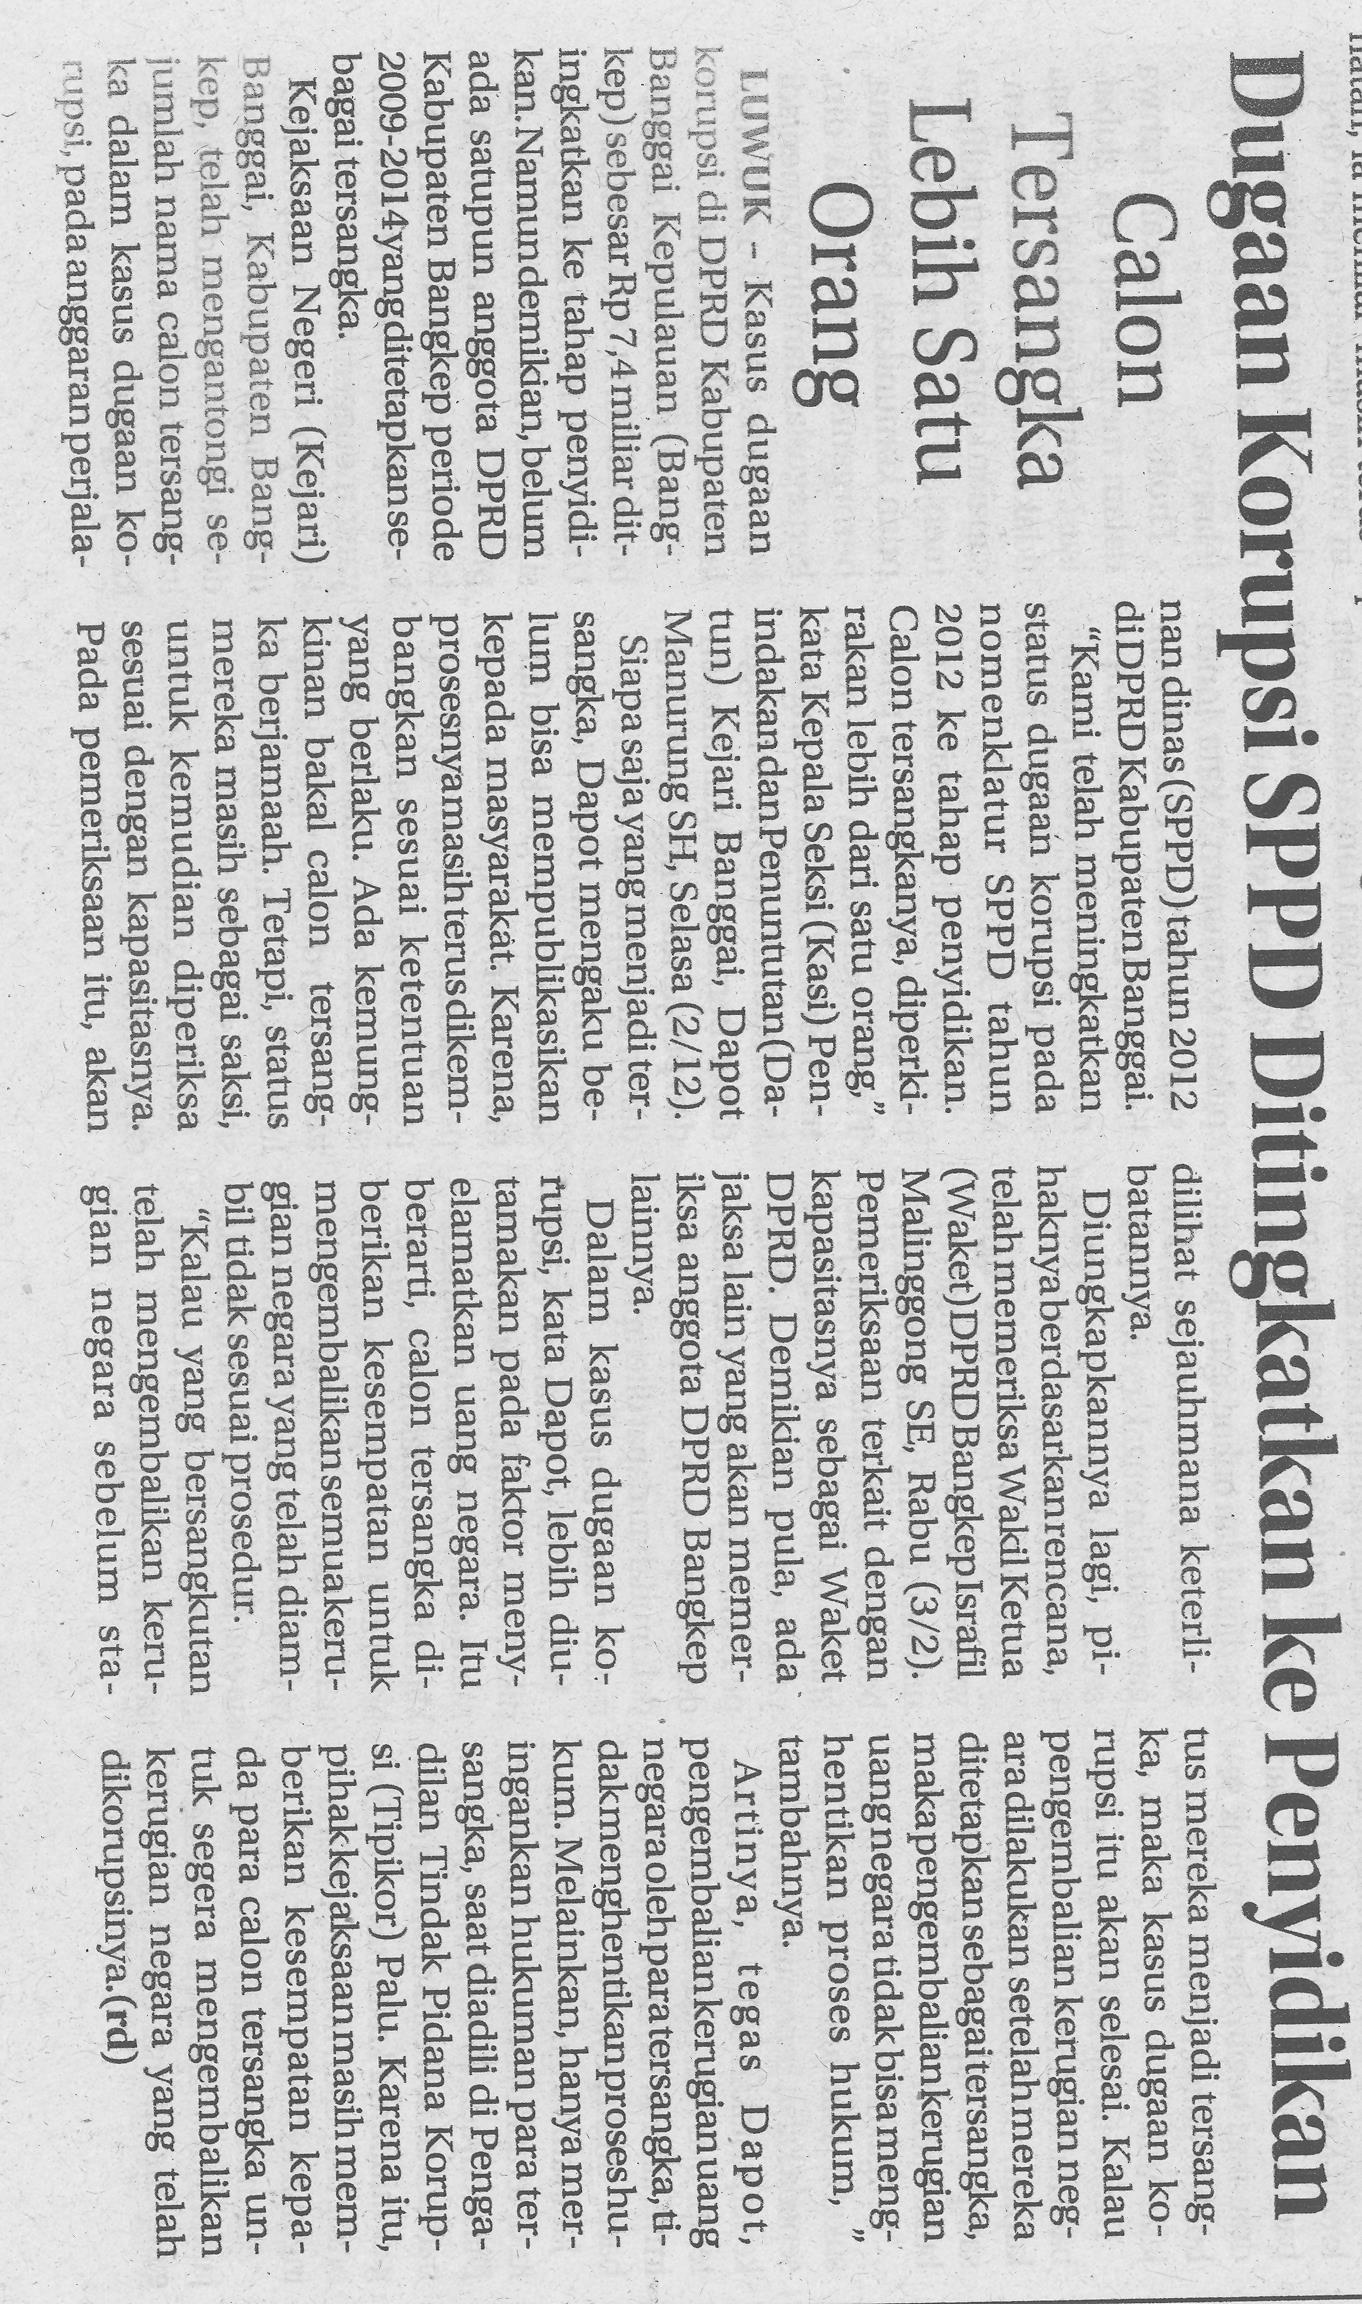 Dugaan Korupsi SPPD Ditingkatkan ke Penyidikan
Calon
Tersangka
Lebih Satu
Orang
LUWUK - Kasus dugaan
korupsi di DPRD Kabupaten
Banggai Kepulauan (Bang-
kep) sebesar Rp 7,4 miliar dit-
ingkatkan ke tahap penyidi-
kan. Namun demikian, belum
ada satupun anggota DPRD
Kabupaten Bangkep periode
2009-2014 yang ditetapkan se-
bagai tersangka.
Kejaksaan Negeri (Kejari)
Banggai, Kabupaten Bang-
kep, telah mengantongi se-
jumlah nama calon tersang-
ka dalam kasus dugaan ko-
rupsi, pada anggaran perjala-
nan dinas (SPPD) tahun 2012
di DPRD Kabupaten Banggai.
“Kami telah meningkatkan
status dugaan korupsi pada
nomenklatur SPPD tahun
2012 ke tahap penyidikan.
Calon tersangkanya, diperki-
rakan lebih dari satu orang,”
kata Kepala Seksi (Kasi) Pen-
indakan dan Penuntutan (Da-
tun) Kejari Banggai, Dapot
Manurung SH, Selasa (2/12).
Siapa saja yang menjadi ter-
sangka, Dapot mengaku be-
lum bisa mempublikasikan
kepada masyarakat. Karena,
prosesnya masih terus dikem-
bangkan sesuai ketentuan
yang berlaku. Ada kemung-
kinan bakal calon tersang-
ka berjamaah. Tetapi, status
mereka masih sebagai saksi,
untuk kemudian diperiksa
sesuai dengan kapasitasnya.
Pada pemeriksaan itu, akan
dilihat sejauhmana keterli-
batannya.
Diungkapkannya lagi, pi-
haknya berdasarkan rencana,
telah memeriksa Wakil Ketua
(Waket) DPRD Bangkep Israfil
Malinggong SE, Rabu (3/2).
Pemeriksaan terkait dengan
kapasitasnya sebagai Waket
DPRD. Demikian pula, ada
jaksa lain yang akan memer-
iksa anggota DPRD Bangkep
lainnya.
Dalam kasus dugaan ko-
rupsi, kata Dapot, lebih diu-
tamakan pada faktor meny-
elamatkan uang negara. Itu
berarti, calon tersangka di-
berikan kesempatan untuk
mengembalikan semua keru-
gian negara yang telah diam-
bil tidak sesuai prosedur.
“Kalau yang bersangkutan
telah mengembalikan keru-
gian negara sebelum sta-
tus mereka menjadi tersang-
ka, maka kasus dugaan ko-
rupsi itu akan selesai. Kalau
pengembalian kerugian neg-
ara dilakukan setelah mereka
ditetapkan sebagai tersangka,
maka pengembalian kerugian
uang negara tidak bisa meng-
hentikan proses hukum,”
tambahnya.
Artinya, tegas Dapot,
pengembalian kerugian uang
negara oleh para tersangka, ti-
dak menghentikan proses hu-
kum. Melainkan, hanya mer-
ingankan hukuman para ter-
sangka, saat diadili di Penga-
dilan Tindak Pidana Korup-
si (Tipikor) Palu. Karena itu,
pihak kejaksaan masih mem-
berikan kesempatan kepa-
da para calon tersangka un-
tuk segera mengembalikan
kerugian negara yang telah
dikorupsinya.(rd)